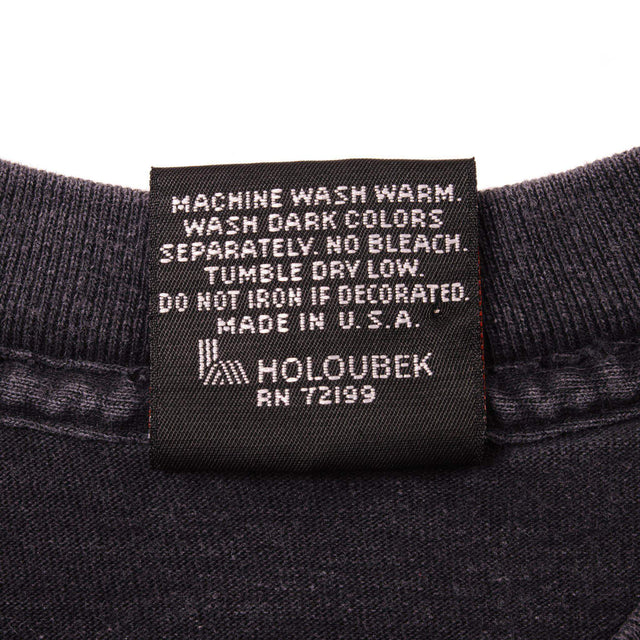 MACHINE WASH WARM.
WASH DARK COLORS
SEPARATELY. NO BLEACH.
TUMBLE DRY LOW.
DO NOT IRON IF DECORATED.
MADE IN U.S.A.
HOLOUBEK
RN 72199